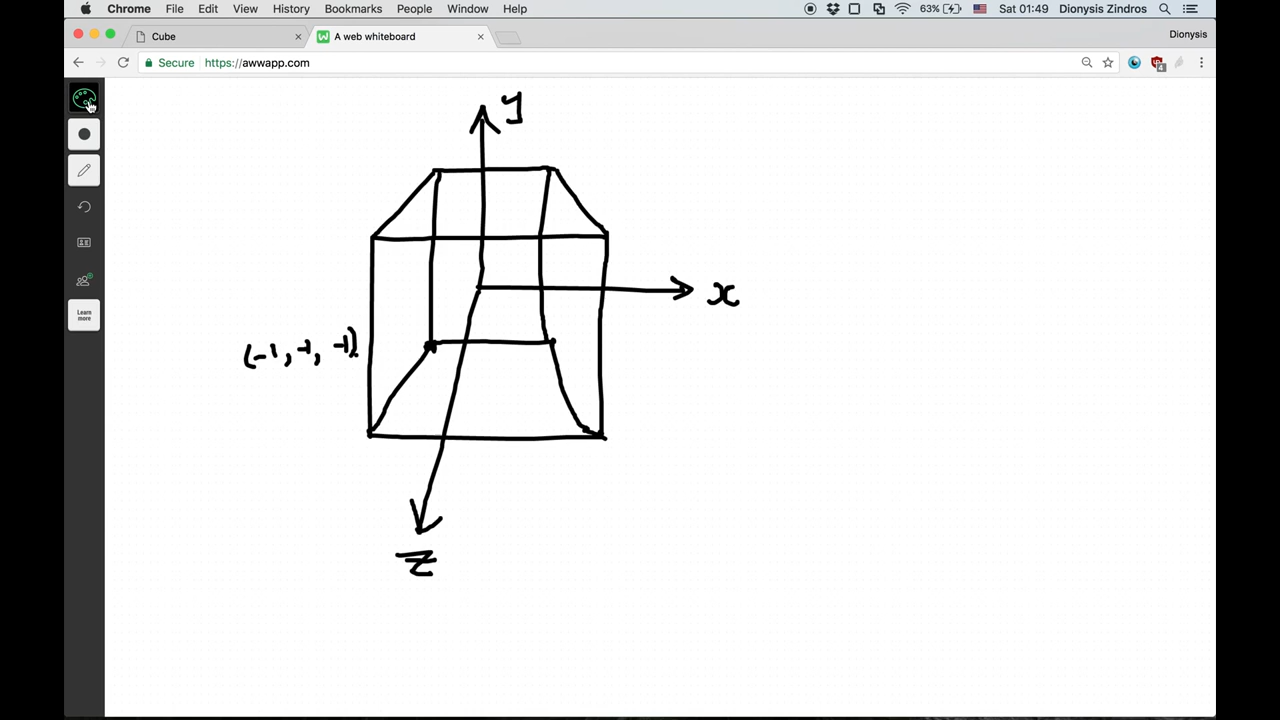 Chrome File Edit View History Bookmarks People Window Help 63% Sat 01:49 Dionysis Zindros
Cube A web whiteboard Dionysis
Secure https://awwapp.com
4
Learn
more
y
x
(-1, -1, -1)
z